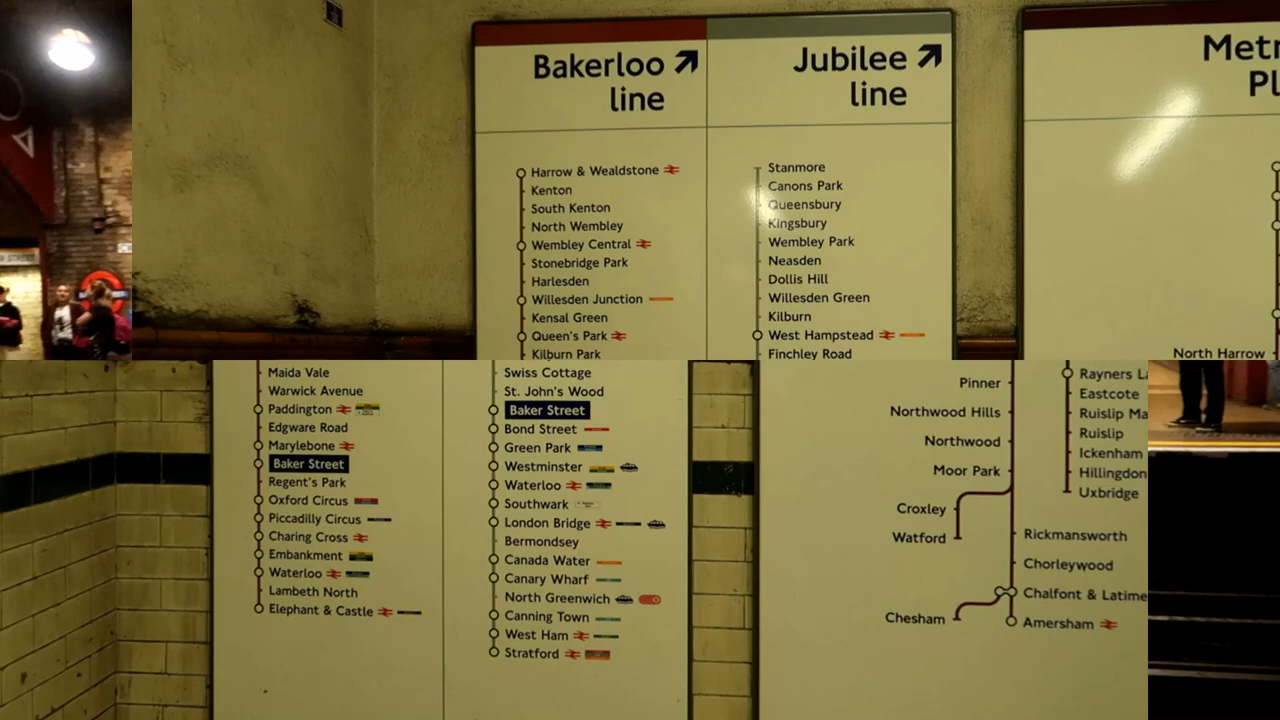 Bakerloo
line
Harrow & Wealdstone
Kenton
South Kenton
North Wembley
Wembley Central
Stonebridge Park
Harlesden
Willesden Junction
Kensal Green
Queen's Park
Kilburn Park
Maida Vale
Warwick Avenue
Paddington
Edgware Road
Marylebone
Baker Street
Regent's Park
Oxford Circus
Piccadilly Circus
Charing Cross
Embankment
Waterloo
Lambeth North
Elephant & Castle
Jubilee
line
Stanmore
Canons Park
Queensbury
Kingsbury
Wembley Park
Neasden
Dollis Hill
Willesden Green
Kilburn
West Hampstead
Finchley Road
Swiss Cottage
St. John's Wood
Baker Street
Bond Street
Green Park
Westminster
Waterloo
Southwark
London Bridge
Bermondsey
Canada Water
Canary Wharf
North Greenwich
Canning Town
West Ham
Stratford
Metr
Pl
North Harrow
Pinner
Northwood Hills
Northwood
Moor Park
Croxley
Watford
Rickmansworth
Chorleywood
Chalfont & Latime
Chesham
Amersham
Rayners L
Eastcote
Ruislip Ma
Ruislip
Ickenham
Hillingdon
Uxbridge